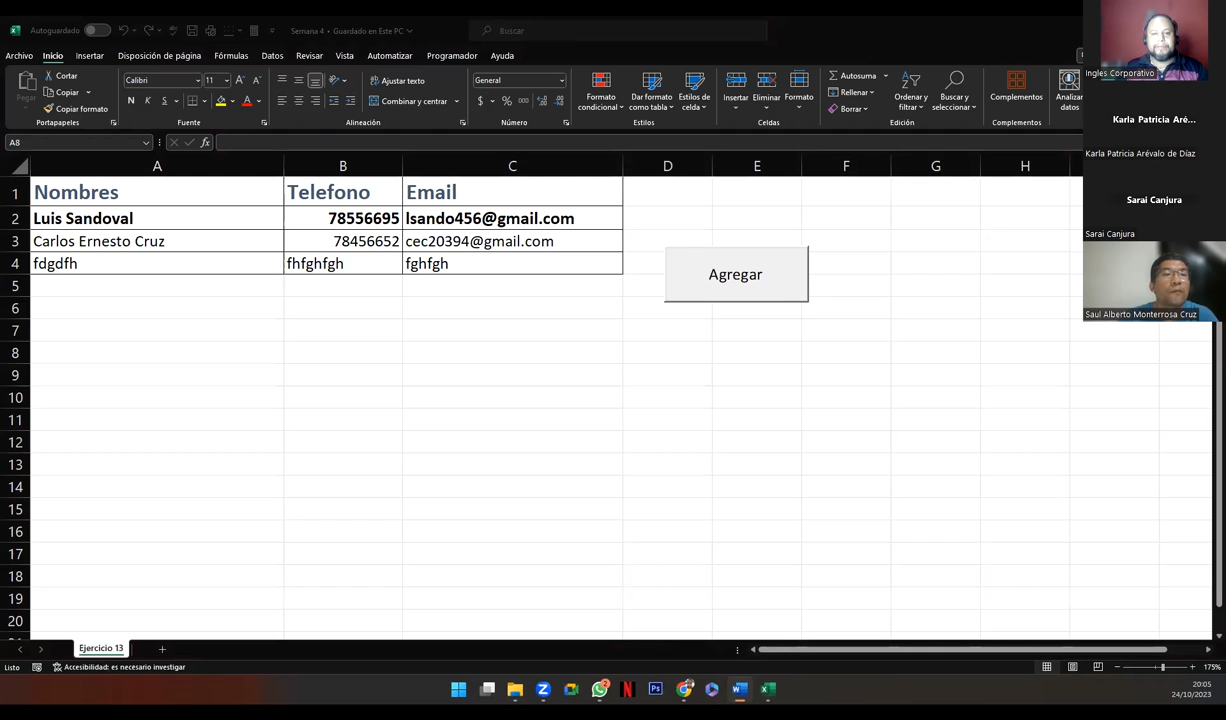 Autoguardado
Semana 4 • Guardado en Este PC
Buscar
Archivo Inicio Insertar Disposición de página Fórmulas Datos Revisar Vista Automatizar Programador Ayuda
Pegar
Cortar
Copiar
Copiar formato
Portapapeles
Calibri 11
N K S
Fuente
Ajustar texto
Combinar y centrar
Alineación
General
$ % 000
Número
Formato condicional
Dar formato como tabla
Estilos de celda
Estilos
Insertar
Eliminar
Formato
Celdas
Autosuma
Rellenar
Borrar
Ordenar y filtrar
Buscar y seleccionar
Edición
Complementos
Complementos
Analizar datos
A8
fx
A B C D E F G H
1 Nombres Telefono Email
2 Luis Sandoval 78556695 lsando456@gmail.com
3 Carlos Ernesto Cruz 78456652 cec20394@gmail.com
4 fdgdfh fhfghfgh fghfgh
5
6
7
8
9
10
11
12
13
14
15
16
17
18
19
20
Agregar
Ingles Corporativo
Karla Patricia Aré...
Karla Patricia Arévalo de Díaz
Sarai Canjura
Sarai Canjura
Saul Alberto Monterrosa Cruz
Ejercicio 13
Listo
Accesibilidad: es necesario investigar
175%
2
20:05
24/10/2023